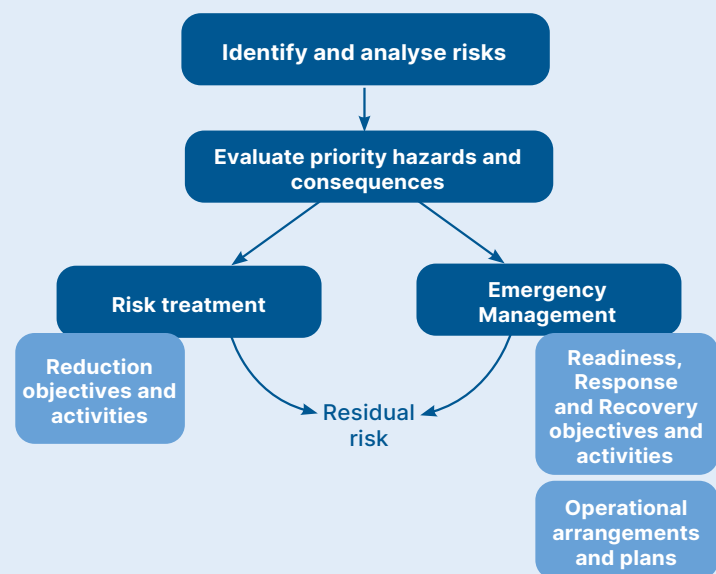 Identify and analyse risks
Evaluate priority hazards and
consequences
Risk treatment
Emergency
Management
Reduction
objectives and
activities
Residual
risk
Readiness,
Response
and Recovery
objectives and
activities
Operational
arrangements
and plans